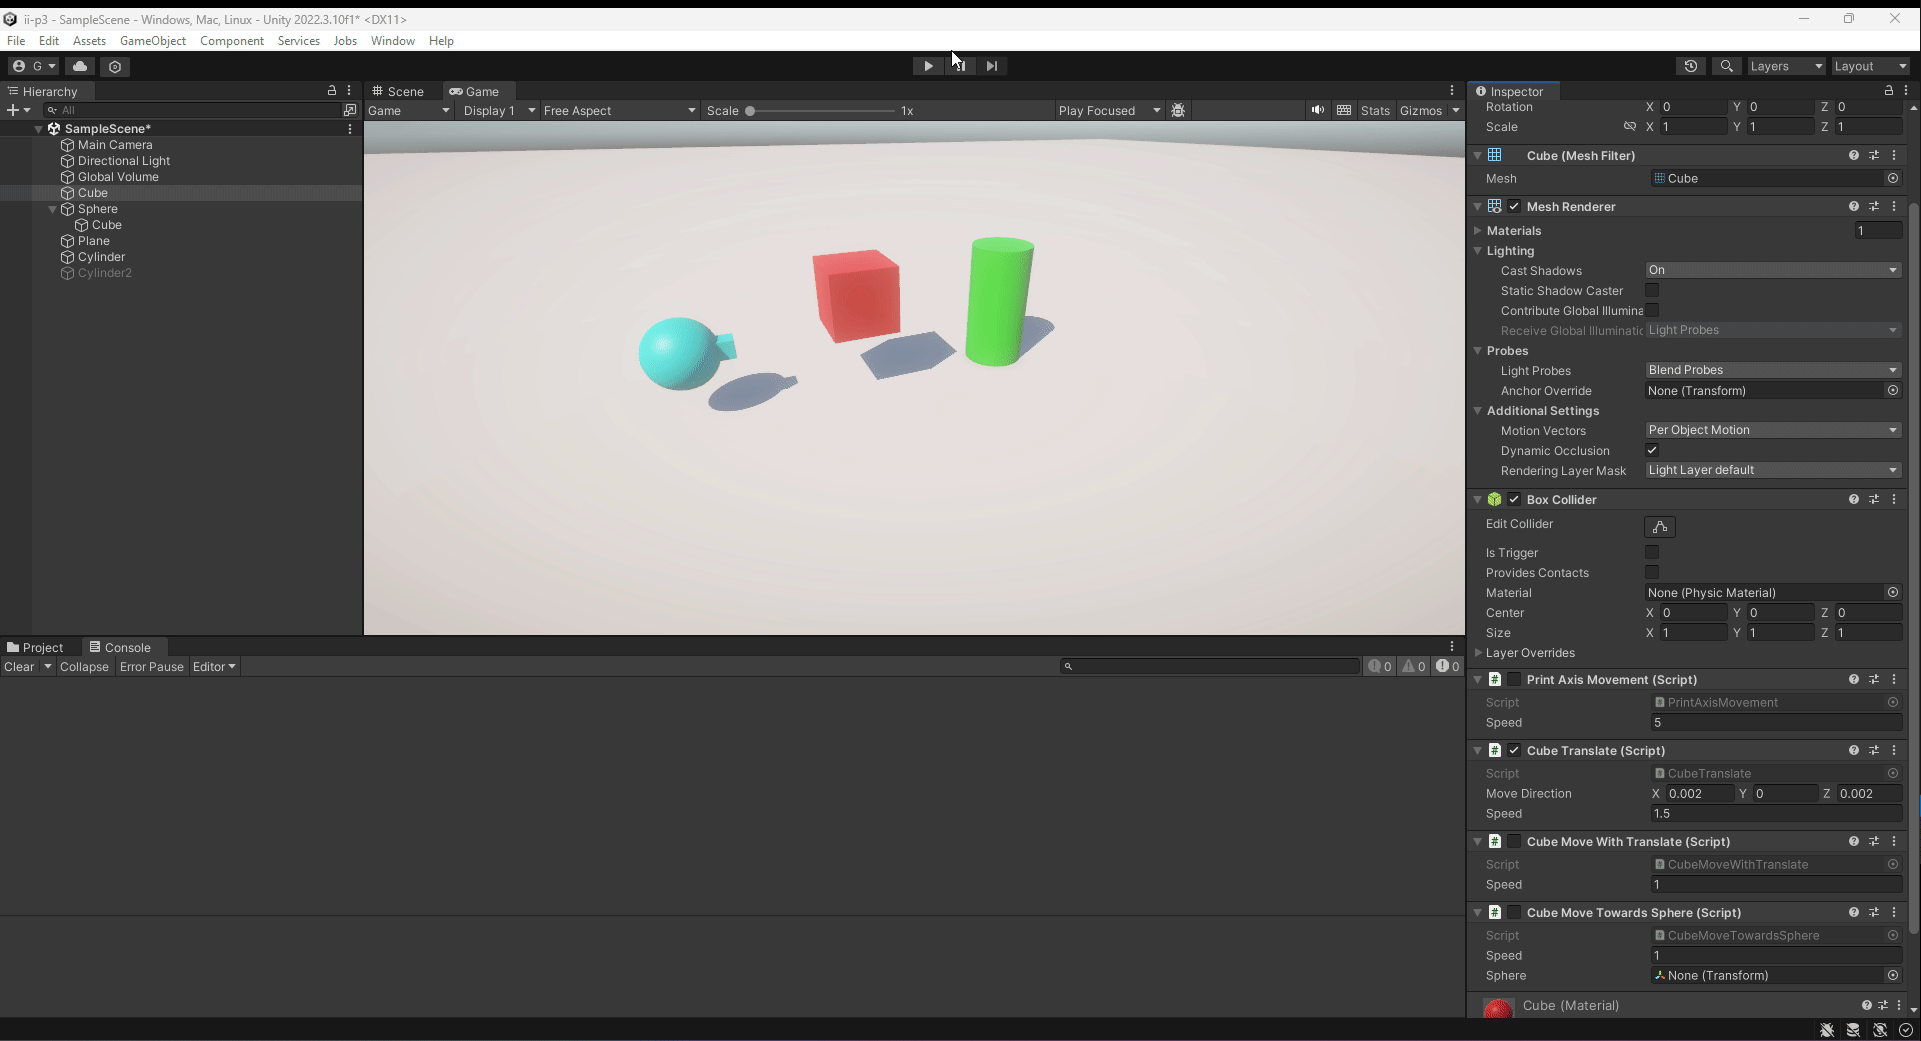 ii-p3 - SampleScene - Windows, Mac, Linux - Unity 2022.3.10f1* <DX11>
File Edit Assets GameObject Component Services Jobs Window Help
G Layers Layout
Hierarchy
All
SampleScene*
Main Camera
Directional Light
Global Volume
Cube
Sphere
Cube
Plane
Cylinder
Cylinder2
Scene Game
Game Display 1 Free Aspect Scale 1x Play Focused Stats Gizmos
Project Console
Clear Collapse Error Pause Editor 0 0 0
Inspector
Rotation X 0 Y 0 Z 0
Scale X 1 Y 1 Z 1
Cube (Mesh Filter)
Mesh Cube
Mesh Renderer
Materials 1
Lighting
Cast Shadows On
Static Shadow Caster
Contribute Global Illumina
Receive Global Illuminatic Light Probes
Probes
Light Probes Blend Probes
Anchor Override None (Transform)
Additional Settings
Motion Vectors Per Object Motion
Dynamic Occlusion
Rendering Layer Mask Light Layer default
Box Collider
Edit Collider
Is Trigger
Provides Contacts
Material None (Physic Material)
Center X 0 Y 0 Z 0
Size X 1 Y 1 Z 1
Layer Overrides
# Print Axis Movement (Script)
Script PrintAxisMovement
Speed 5
# Cube Translate (Script)
Script CubeTranslate
Move Direction X 0.002 Y 0 Z 0.002
Speed 1.5
# Cube Move With Translate (Script)
Script CubeMoveWithTranslate
Speed 1
# Cube Move Towards Sphere (Script)
Script CubeMoveTowardsSphere
Speed 1
Sphere None (Transform)
Cube (Material)